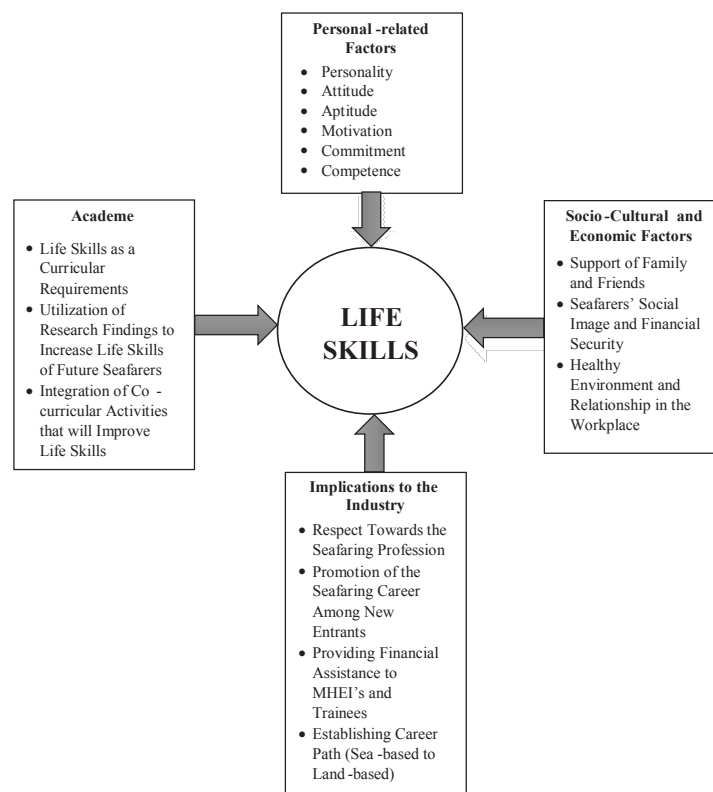 Personal -related
Factors
• Personality
• Attitude
• Aptitude
• Motivation
• Commitment
• Competence
Academe
• Life Skills as a
Curricular
Requirements
• Utilization of
Research Findings to
Increase Life Skills
of Future Seafarers
• Integration of Co -
curricular Activities
that will Improve
Life Skills
LIFE
SKILLS
Socio -Cultural and
Economic Factors
• Support of Family
and Friends
• Seafarers’ Social
Image and Financial
Security
• Healthy
Environment and
Relationship in the
Workplace
Implications to the
Industry
• Respect Towards the
Seafaring Profession
• Promotion of the
Seafaring Career
Among New
Entrants
• Providing Financial
Assistance to
MHEI’s and
Trainees
• Establishing Career
Path (Sea -based to
Land -based)